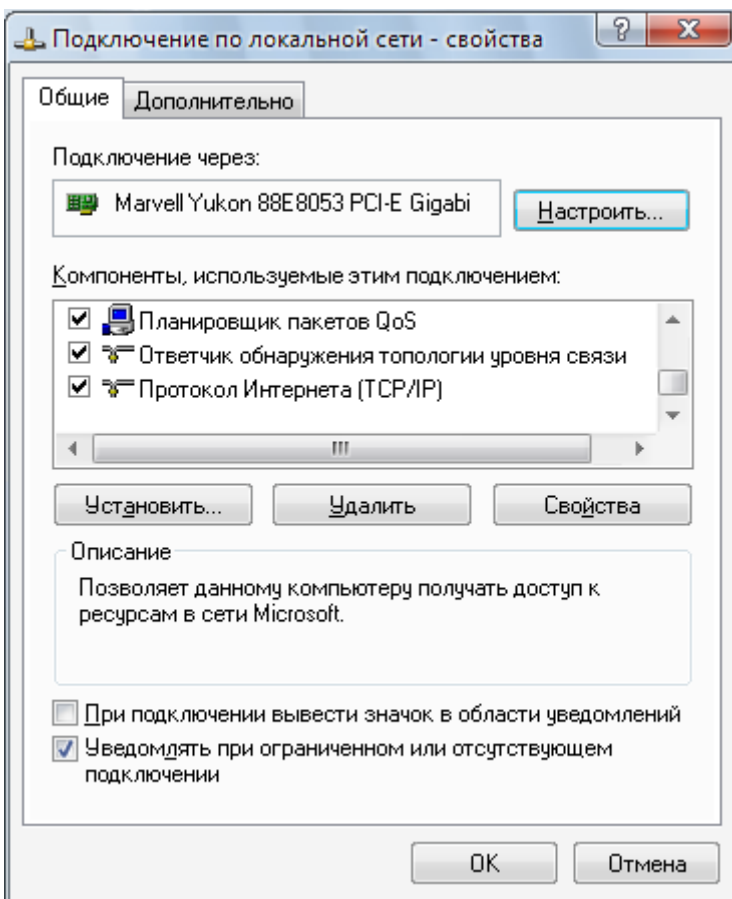 Подключение по локальной сети - свойства
Общие
Дополнительно
Подключение через:
Marvell Yukon 88E8053 PCI-E Gigabi
Настроить...
Компоненты, используемые этим подключением:
Планировщик пакетов QoS
Ответчик обнаружения топологии уровня связи
Протокол Интернета (TCP/IP)
Установить...
Удалить
Свойства
Описание
Позволяет данному компьютеру получать доступ к
ресурсам в сети Microsoft.
При подключении вывести значок в области уведомлений
Уведомлять при ограниченном или отсутствующем
подключении
OK
Отмена